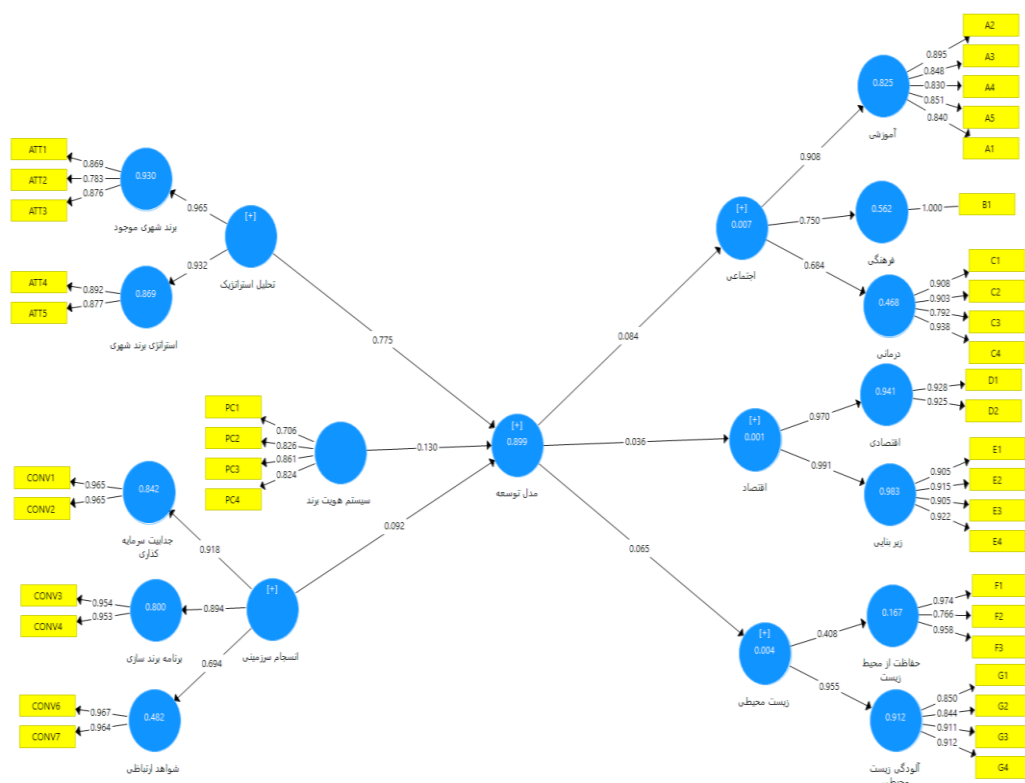 A2
A3
A4
A5
A1
0.895
0.848
0.830
0.851
0.840
0.825
آموزشی
0.908
ATT1
ATT2
ATT3
0.869
0.783
0.876
0.930
برند شهری موجود
0.965
[+]
تحلیل استراتژیک
0.932
ATT4
ATT5
0.892
0.877
0.869
استراتژی برند شهری
0.775
[+]
0.007
اجتماعی
0.750
0.562
فرهنگی
1.000
B1
0.684
0.468
درمانی
0.908
0.903
0.792
0.938
C1
C2
C3
C4
0.084
PC1
PC2
PC3
PC4
0.706
0.826
0.861
0.824
سیستم هویت برند
0.130
[+]
0.899
مدل توسعه
0.036
[+]
0.001
اقتصاد
0.970
0.941
اقتصادی
0.928
0.925
D1
D2
0.991
0.983
زیر بنایی
0.905
0.915
0.905
0.922
E1
E2
E3
E4
CONV1
CONV2
0.965
0.965
0.842
جذابیت سرمایه
گذاری
0.918
0.092
CONV3
CONV4
0.954
0.953
0.800
برنامه برند سازی
0.894
[+]
انسجام سرزمینی
0.694
CONV6
CONV7
0.967
0.964
0.482
شواهد ارتباطی
0.065
[+]
0.004
زیست محیطی
0.408
0.167
حفاظت از محیط
زیست
0.974
0.766
0.958
F1
F2
F3
0.955
0.912
آلودگی زیست
محیطی
0.850
0.844
0.911
0.912
G1
G2
G3
G4